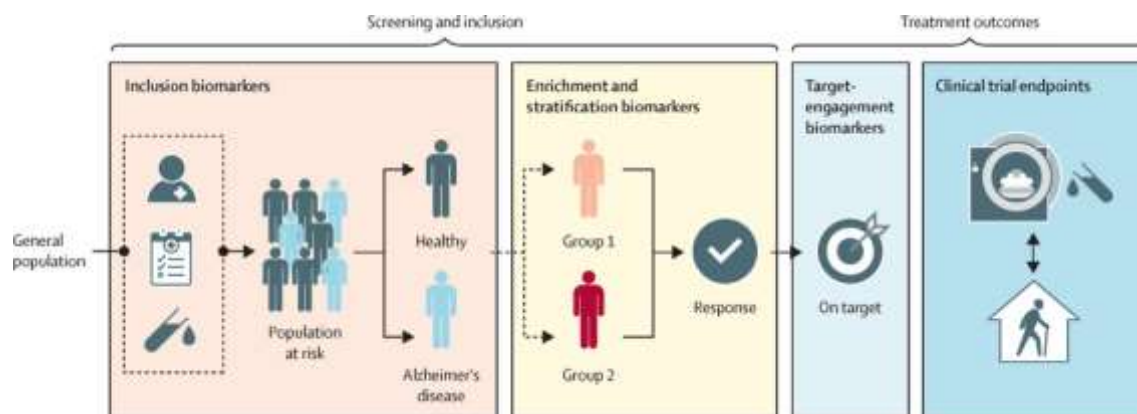 Screening and inclusion
Treatment outcomes
Inclusion biomarkers
Enrichment and
stratification biomarkers
Target-
engagement
biomarkers
Clinical trial endpoints
General
population
Population
at risk
Healthy
Alzheimer's
disease
Group 1
Group 2
Response
On target